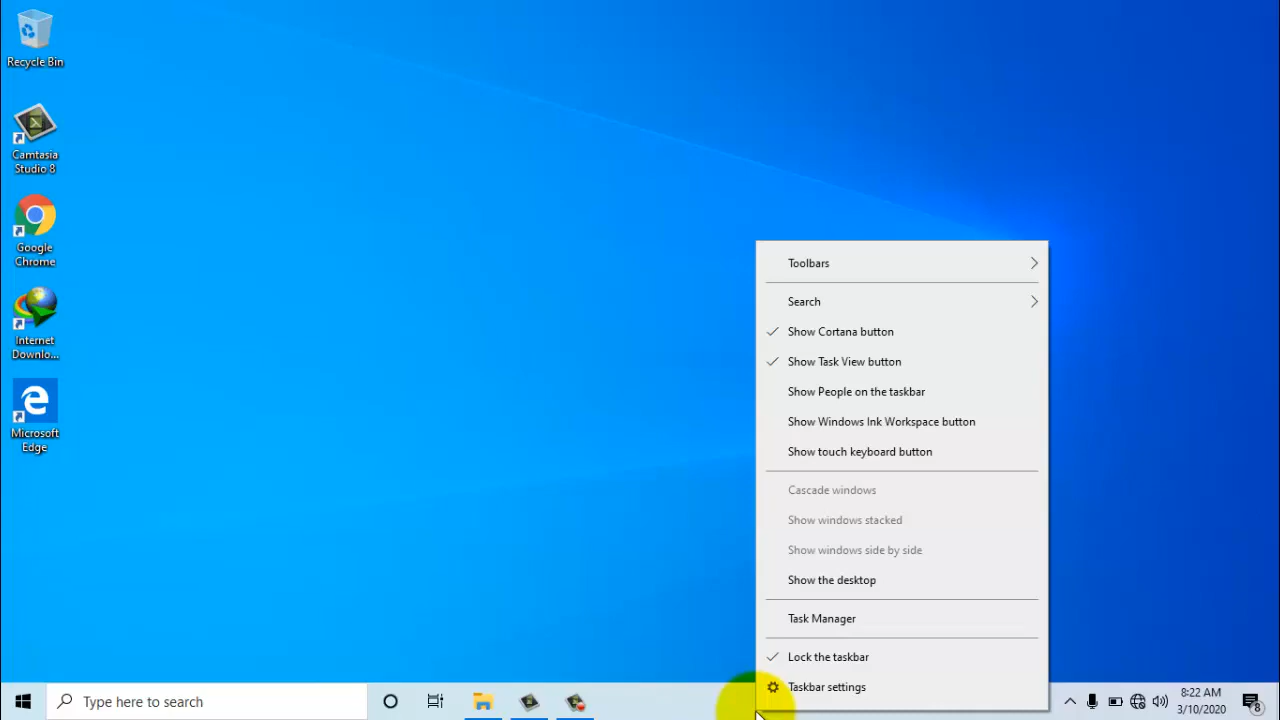 Recycle Bin
Camtasia
Studio 8
Google
Chrome
Internet
Downlo...
Microsoft
Edge
Toolbars
Search
Show Cortana button
Show Task View button
Show People on the taskbar
Show Windows Ink Workspace button
Show touch keyboard button
Cascade windows
Show windows stacked
Show windows side by side
Show the desktop
Task Manager
Lock the taskbar
Taskbar settings
Type here to search
8:22 AM
3/10/2020
8